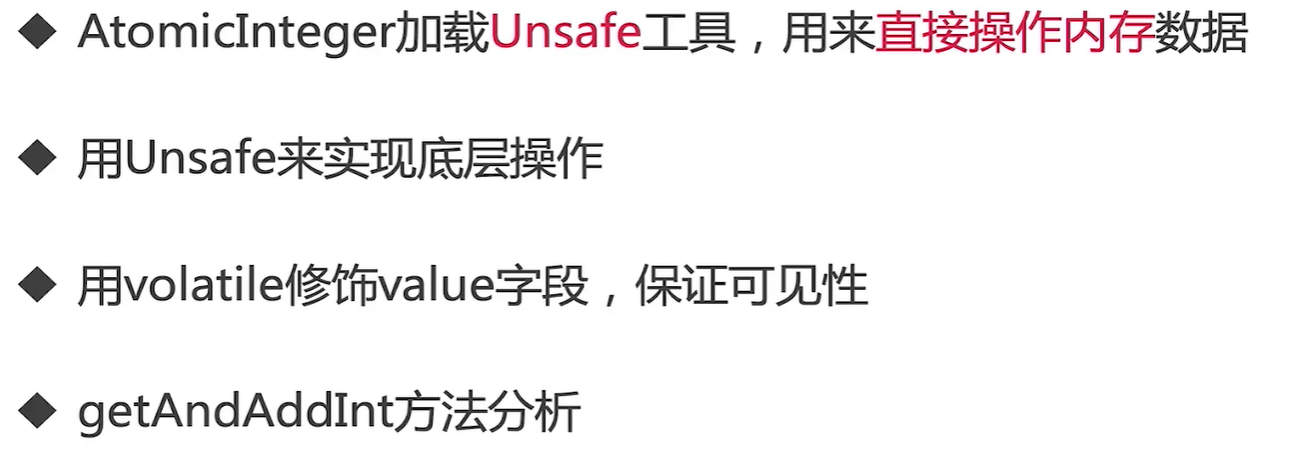 ◆ AtomicInteger加载Unsafe工具，用来直接操作内存数据
◆ 用Unsafe来实现底层操作
◆ 用volatile修饰value字段，保证可见性
◆ getAndAddInt方法分析